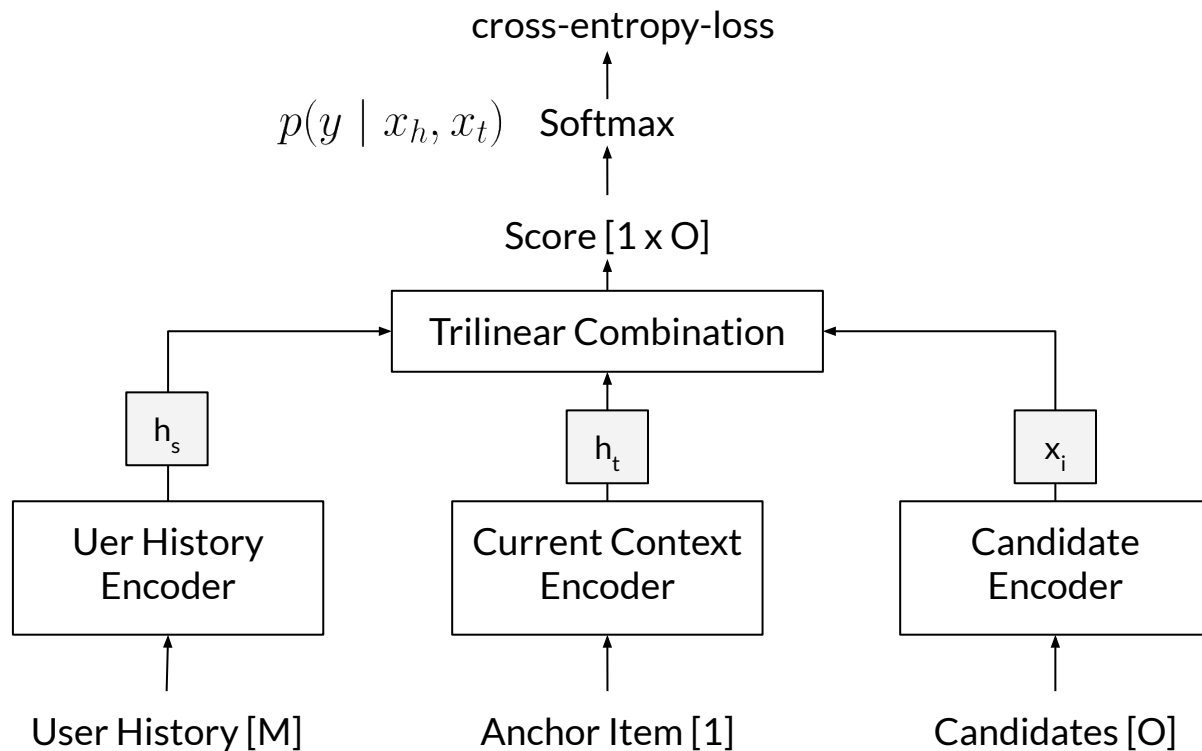 cross-entropy-loss
p(y | x_h, x_t) Softmax
Score [1 x O]
Trilinear Combination
h_s
h_t
x_i
Uer History
Encoder
Current Context
Encoder
Candidate
Encoder
User History [M]
Anchor Item [1]
Candidates [O]